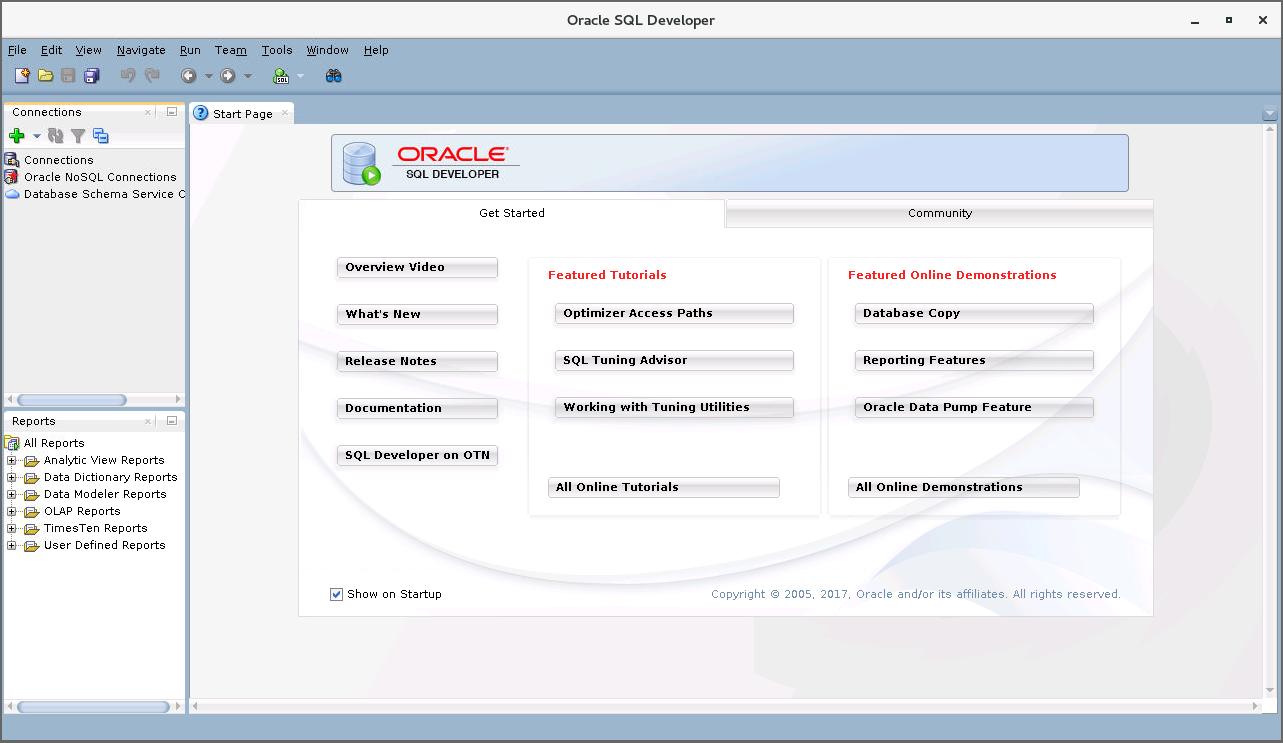 Oracle SQL Developer
File Edit View Navigate Run Team Tools Window Help
SQL
Connections
Connections
Oracle NoSQL Connections
Database Schema Service C
Reports
All Reports
Analytic View Reports
Data Dictionary Reports
Data Modeler Reports
OLAP Reports
TimesTen Reports
User Defined Reports
Start Page
ORACLE
SQL DEVELOPER
Get Started
Community
Overview Video
What's New
Release Notes
Documentation
SQL Developer on OTN
Featured Tutorials
Optimizer Access Paths
SQL Tuning Advisor
Working with Tuning Utilities
All Online Tutorials
Featured Online Demonstrations
Database Copy
Reporting Features
Oracle Data Pump Feature
All Online Demonstrations
Show on Startup
Copyright © 2005, 2017, Oracle and/or its affiliates. All rights reserved.